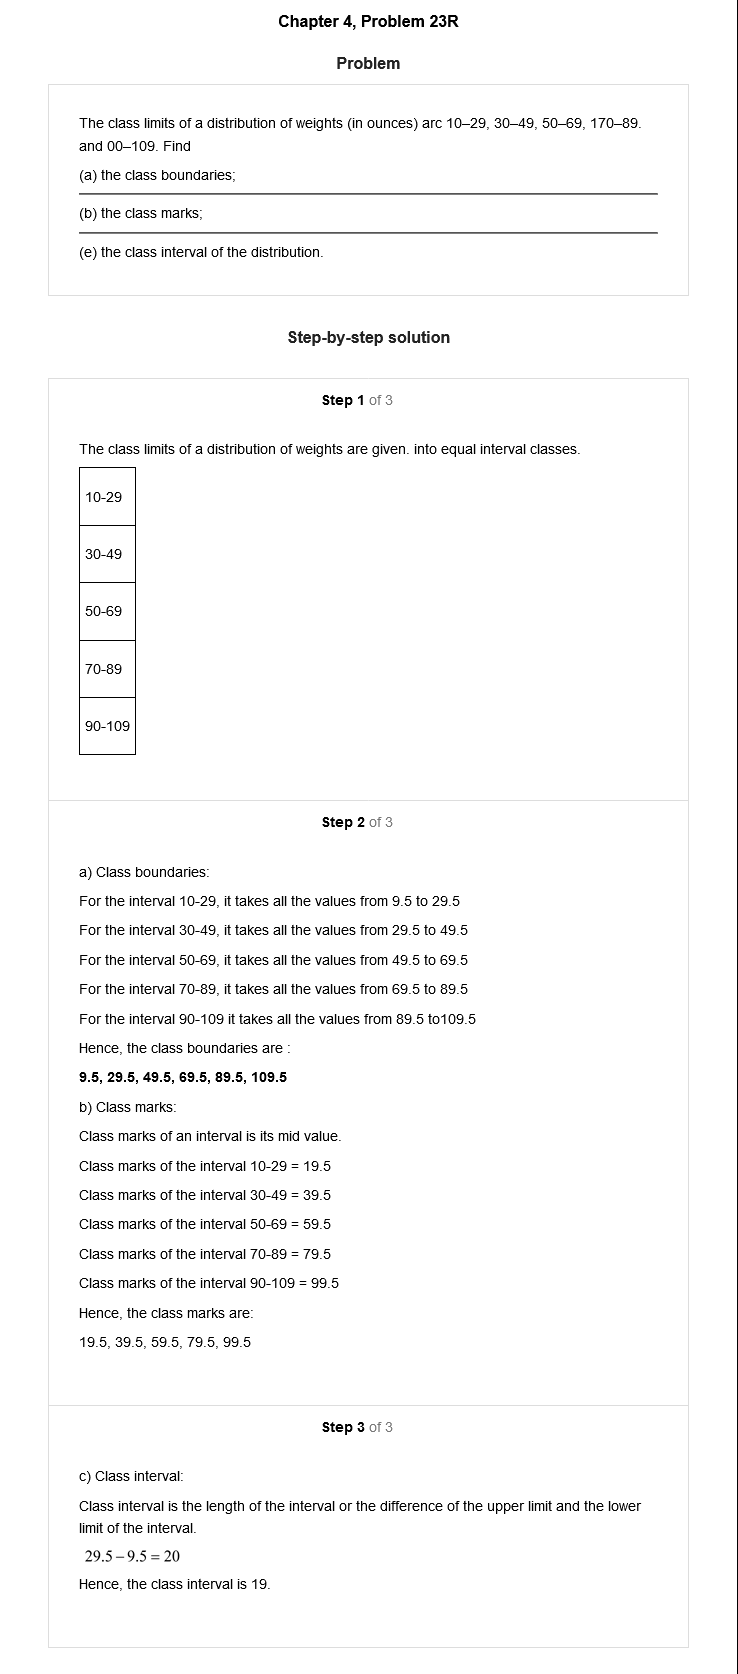 Chapter 4, Problem 23R
Problem
The class limits of a distribution of weights (in ounces) arc 10–29, 30–49, 50–69, 170–89.
and 00–109. Find
(a) the class boundaries;
(b) the class marks;
(e) the class interval of the distribution.
Step-by-step solution
Step 1 of 3
The class limits of a distribution of weights are given. into equal interval classes.
10-29
30-49
50-69
70-89
90-109
Step 2 of 3
a) Class boundaries:
For the interval 10-29, it takes all the values from 9.5 to 29.5
For the interval 30-49, it takes all the values from 29.5 to 49.5
For the interval 50-69, it takes all the values from 49.5 to 69.5
For the interval 70-89, it takes all the values from 69.5 to 89.5
For the interval 90-109 it takes all the values from 89.5 to109.5
Hence, the class boundaries are :
9.5, 29.5, 49.5, 69.5, 89.5, 109.5
b) Class marks:
Class marks of an interval is its mid value.
Class marks of the interval 10-29 = 19.5
Class marks of the interval 30-49 = 39.5
Class marks of the interval 50-69 = 59.5
Class marks of the interval 70-89 = 79.5
Class marks of the interval 90-109 = 99.5
Hence, the class marks are:
19.5, 39.5, 59.5, 79.5, 99.5
Step 3 of 3
c) Class interval:
Class interval is the length of the interval or the difference of the upper limit and the lower
limit of the interval.
29.5 – 9.5 = 20
Hence, the class interval is 19.